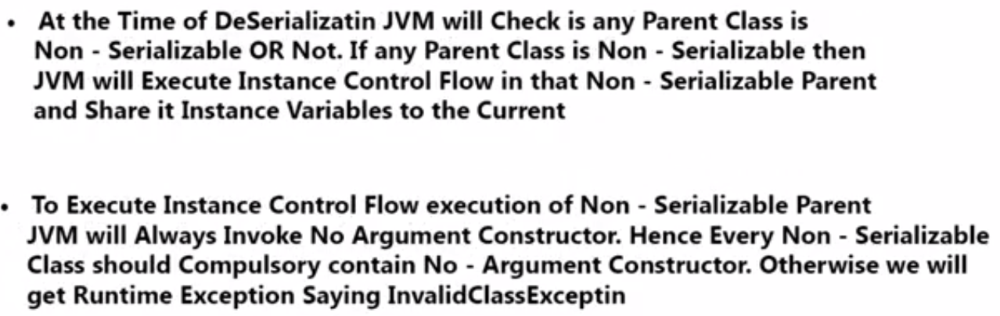 • At the Time of DeSerializatin JVM will Check is any Parent Class is
Non - Serializable OR Not. If any Parent Class is Non - Serializable then
JVM will Execute Instance Control Flow in that Non - Serializable Parent
and Share it Instance Variables to the Current
• To Execute Instance Control Flow execution of Non - Serializable Parent
JVM will Always Invoke No Argument Constructor. Hence Every Non - Serializable
Class should Compulsory contain No - Argument Constructor. Otherwise we will
get Runtime Exception Saying InvalidClassExceptin